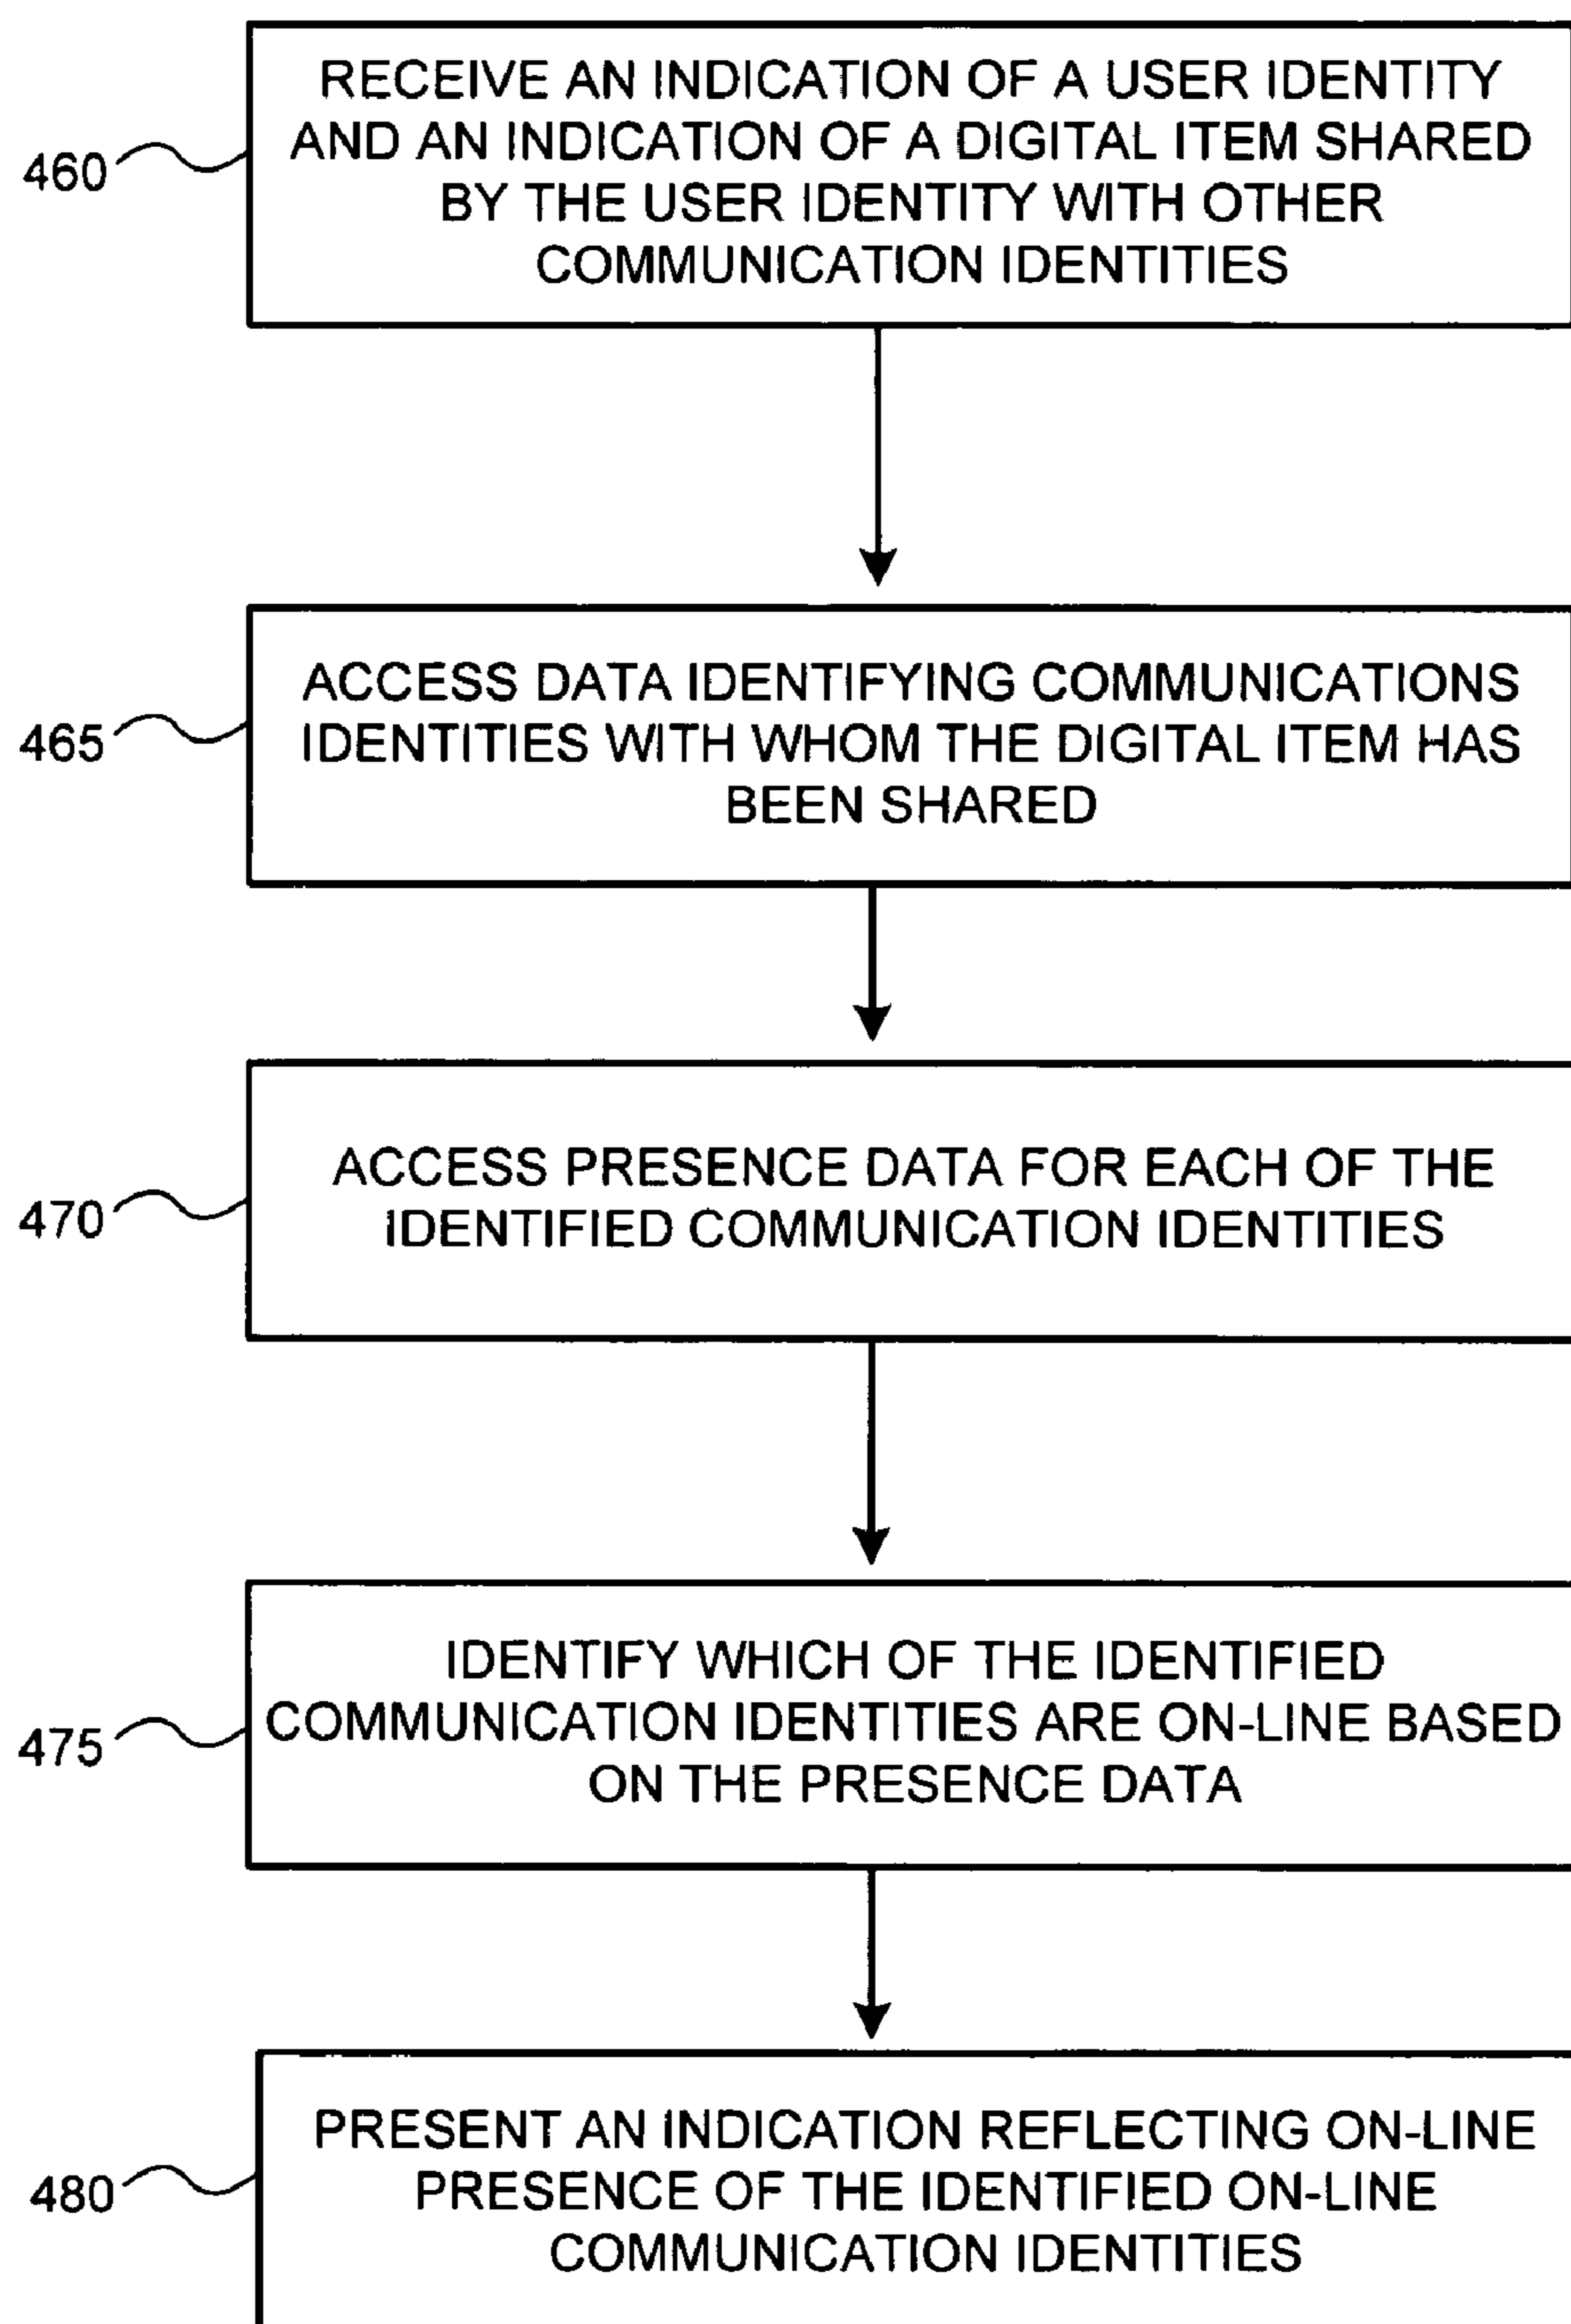 RECEIVE AN INDICATION OF A USER IDENTITY
AND AN INDICATION OF A DIGITAL ITEM SHARED
BY THE USER IDENTITY WITH OTHER
COMMUNICATION IDENTITIES
460
ACCESS DATA IDENTIFYING COMMUNICATIONS
IDENTITIES WITH WHOM THE DIGITAL ITEM HAS
BEEN SHARED
465
ACCESS PRESENCE DATA FOR EACH OF THE
IDENTIFIED COMMUNICATION IDENTITIES
470
IDENTIFY WHICH OF THE IDENTIFIED
COMMUNICATION IDENTITIES ARE ON-LINE BASED
ON THE PRESENCE DATA
475
PRESENT AN INDICATION REFLECTING ON-LINE
PRESENCE OF THE IDENTIFIED ON-LINE
COMMUNICATION IDENTITIES
480